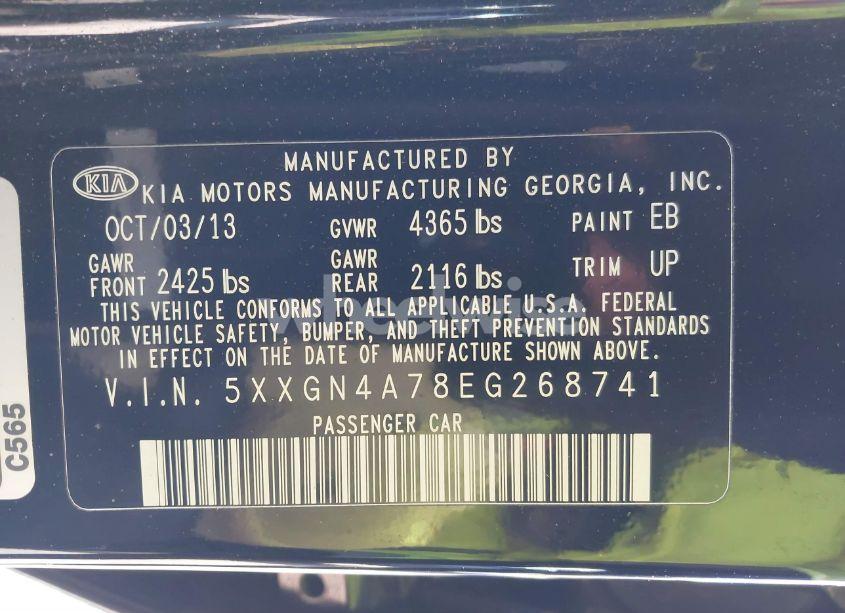 MANUFACTURED BY
KIA KIA MOTORS MANUFACTURING GEORGIA, INC.
OCT/03/13 GVWR 4365 lbs PAINT EB
GAWR FRONT 2425 lbs GAWR REAR 2116 lbs TRIM UP
THIS VEHICLE CONFORMS TO ALL APPLICABLE U.S.A. FEDERAL
MOTOR VEHICLE SAFETY, BUMPER, AND THEFT PREVENTION STANDARDS
IN EFFECT ON THE DATE OF MANUFACTURE SHOWN ABOVE.
V.I.N. 5XXGN4A78EG268741
PASSENGER CAR
C565